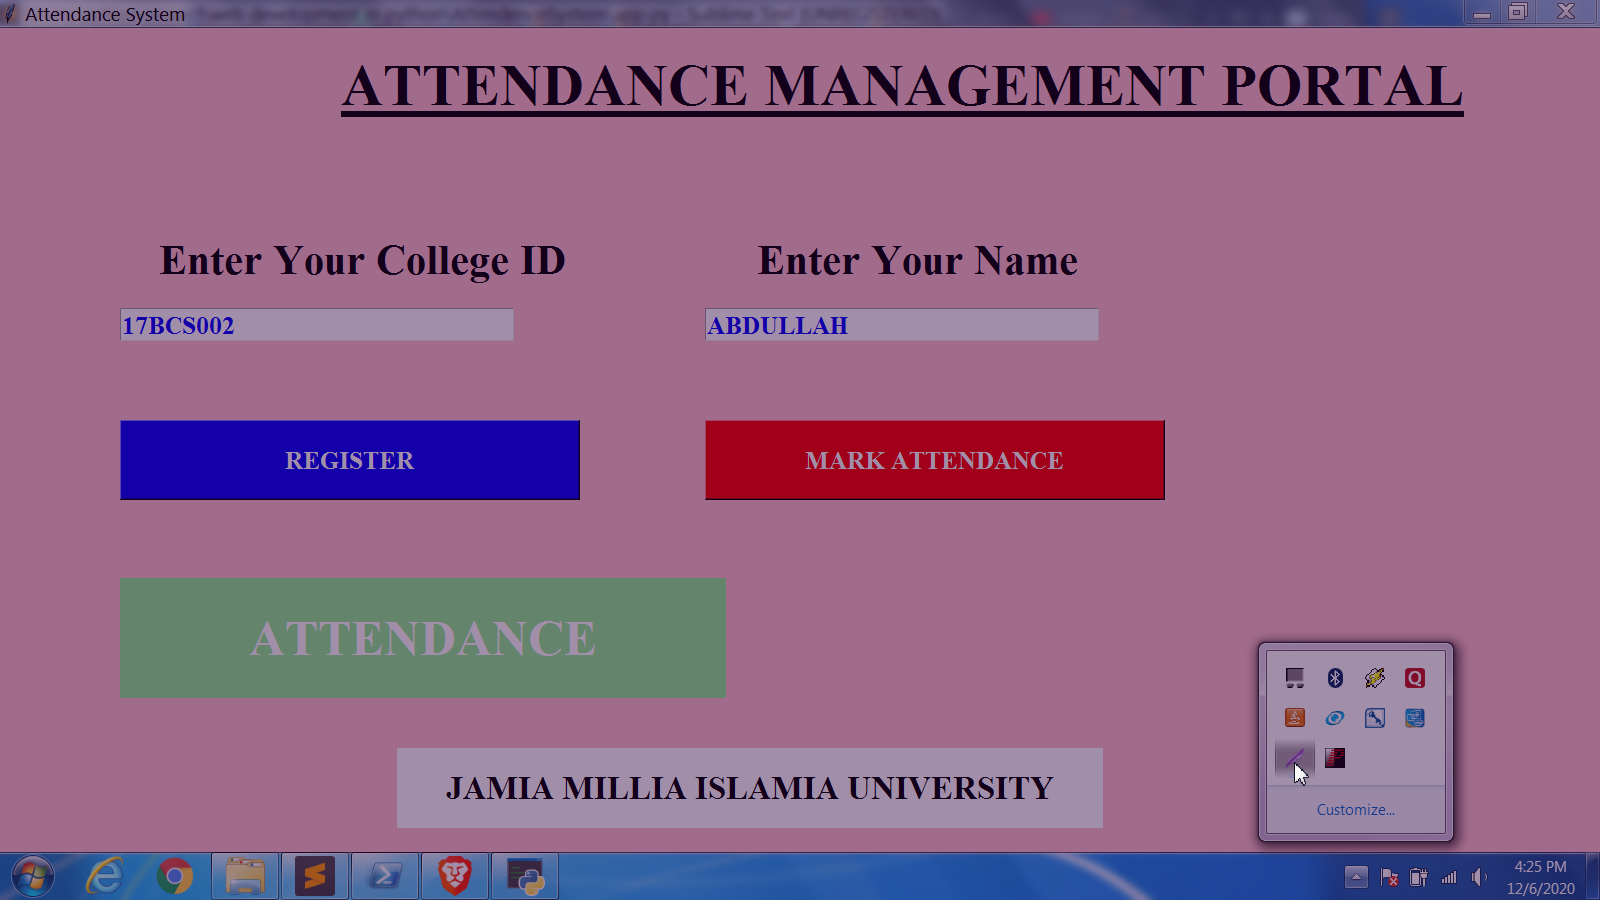 Attendance System
ATTENDANCE MANAGEMENT PORTAL
Enter Your College ID
Enter Your Name
17BCS002
ABDULLAH
REGISTER
MARK ATTENDANCE
ATTENDANCE
JAMIA MILLIA ISLAMIA UNIVERSITY
Customize...
4:25 PM
12/6/2020